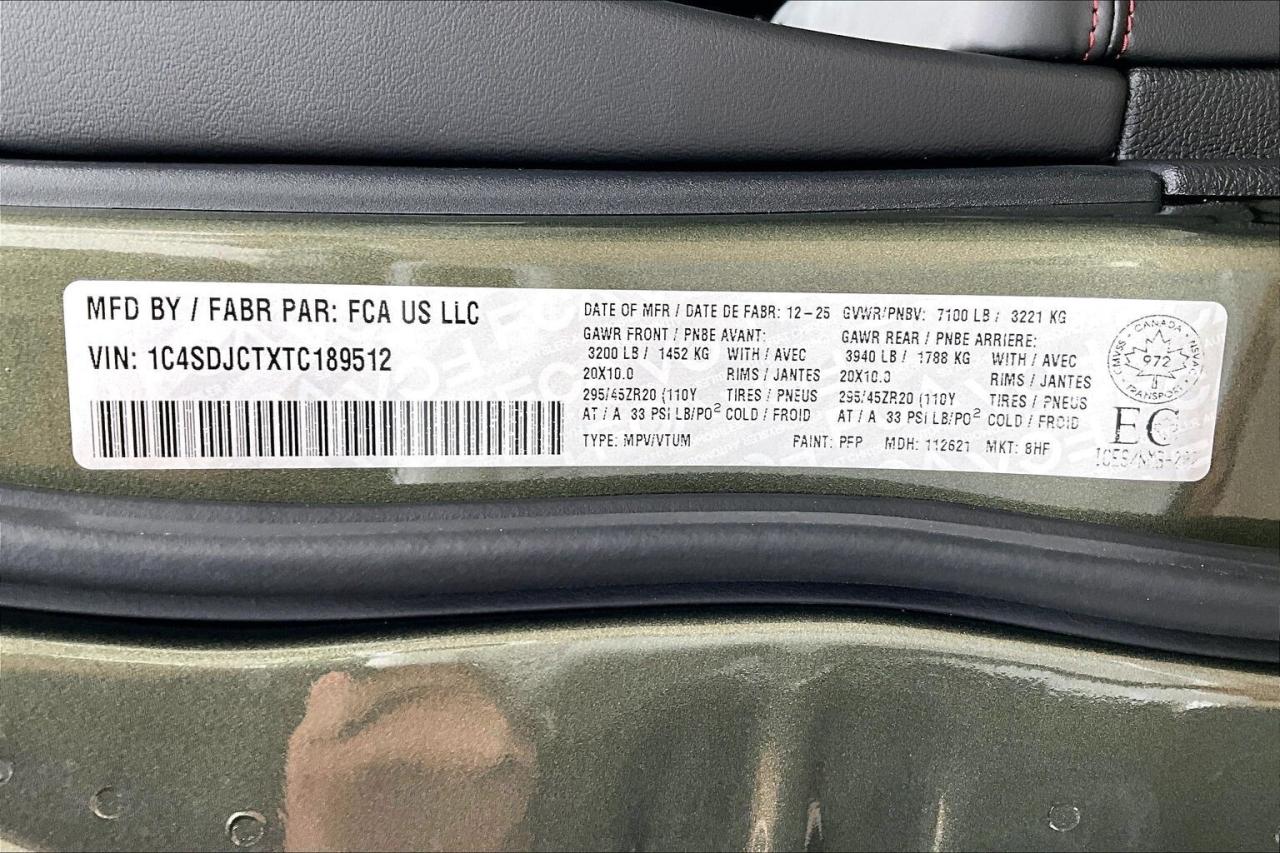 MFD BY / FABR PAR: FCA US LLC
VIN: 1C4SDJCTXTC189512
DATE OF MFR / DATE DE FABR: 12-25 GVWR/PNBV: 7100 LB / 3221 KG
GAWR FRONT / PNBE AVANT: GAWR REAR / PNBE ARRIERE:
3200 LB / 1452 KG WITH / AVEC 3940 LB / 1788 KG WITH / AVEC
20X10.0 RIMS / JANTES 20X10.0 RIMS / JANTES
295/45ZR20 (110Y TIRES / PNEUS 295/45ZR20 (110Y TIRES / PNEUS
AT / A 33 PSI LB/PO² COLD / FROID AT / A 33 PSI LB/PO² COLD / FROID
TYPE: MPV/VTUM PAINT: PFP MDH: 112621 MKT: 8HF
CANADA
CMVSS 972 NSVAC
TRANSPORT
EC